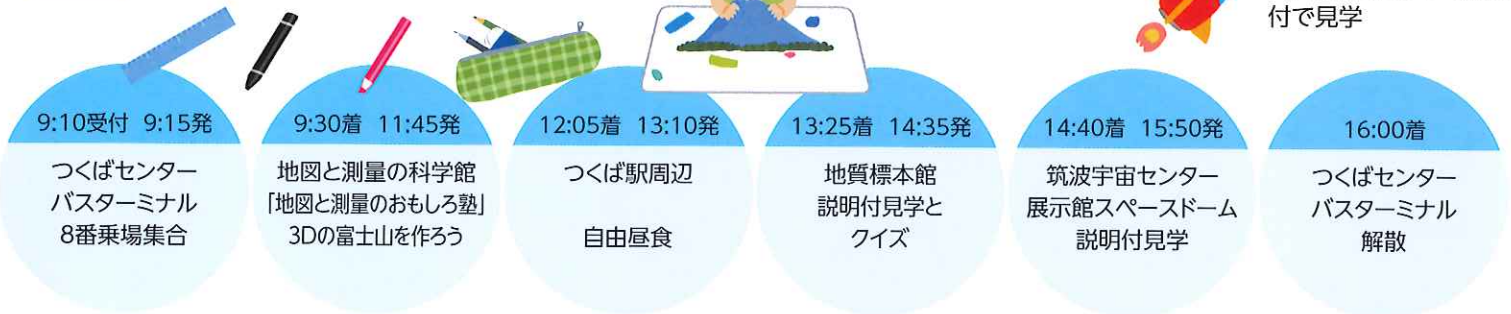 付で見学
9:10受付 9:15発
つくばセンター
バスターミナル
8番乗場集合
9:30着 11:45発
地図と測量の科学館
「地図と測量のおもしろ塾」
3Dの富士山を作ろう
12:05着 13:10発
つくば駅周辺
自由昼食
13:25着 14:35発
地質標本館
説明付見学と
クイズ
14:40着 15:50発
筑波宇宙センター
展示館スペースドーム
説明付見学
16:00着
つくばセンター
バスターミナル
解散